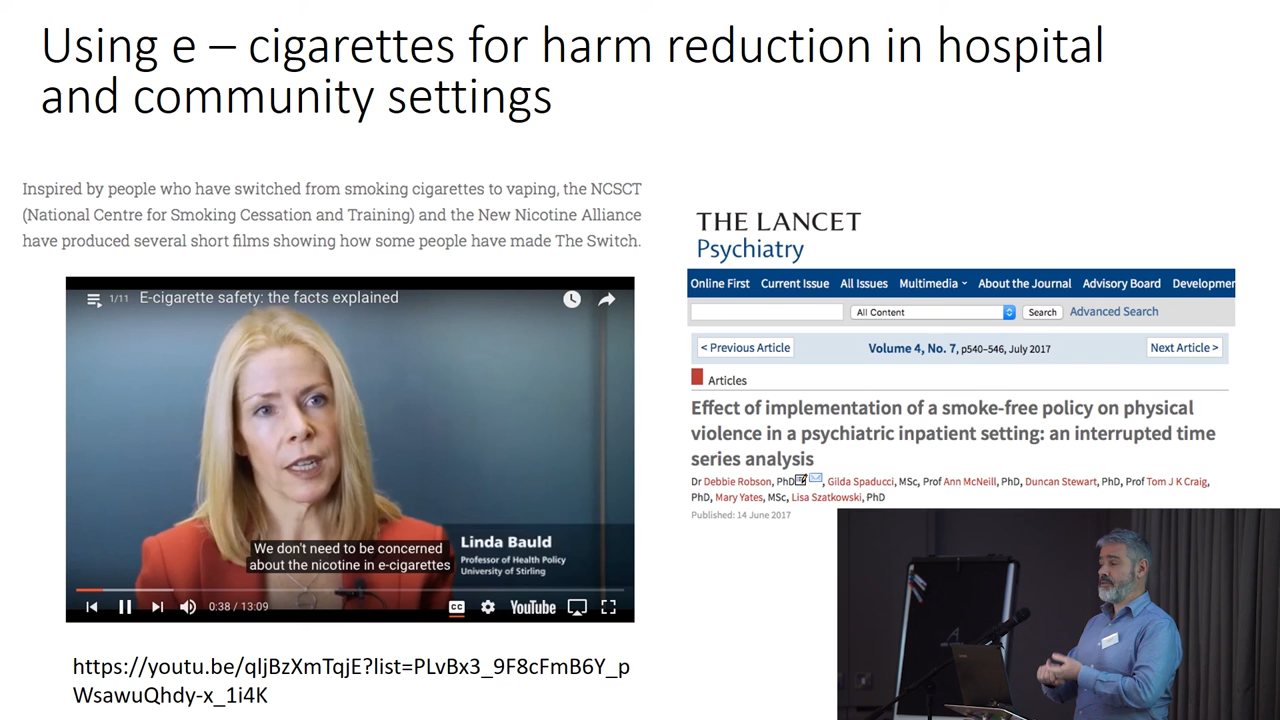 Using e – cigarettes for harm reduction in hospital
and community settings
Inspired by people who have switched from smoking cigarettes to vaping, the NCSCT
(National Centre for Smoking Cessation and Training) and the New Nicotine Alliance
have produced several short films showing how some people have made The Switch.
1/11 E-cigarette safety: the facts explained
We don't need to be concerned
about the nicotine in e-cigarettes
Linda Bauld
Professor of Health Policy
University of Stirling
0:38 / 13:09
CC
YouTube
https://youtu.be/qljBzXmTqjE?list=PLvBx3_9F8cFmB6Y_p
WsawuQhdy-x_1i4K
THE LANCET
Psychiatry
Online First Current Issue All Issues Multimedia About the Journal Advisory Board Developmen
All Content Search Advanced Search
< Previous Article Volume 4, No. 7, p540–546, July 2017 Next Article >
Articles
Effect of implementation of a smoke-free policy on physical
violence in a psychiatric inpatient setting: an interrupted time
series analysis
Dr Debbie Robson, PhD, Gilda Spaducci, MSc, Prof Ann McNeill, PhD, Duncan Stewart, PhD, Prof Tom J K Craig,
PhD, Mary Yates, MSc, Lisa Szatkowski, PhD
Published: 14 June 2017